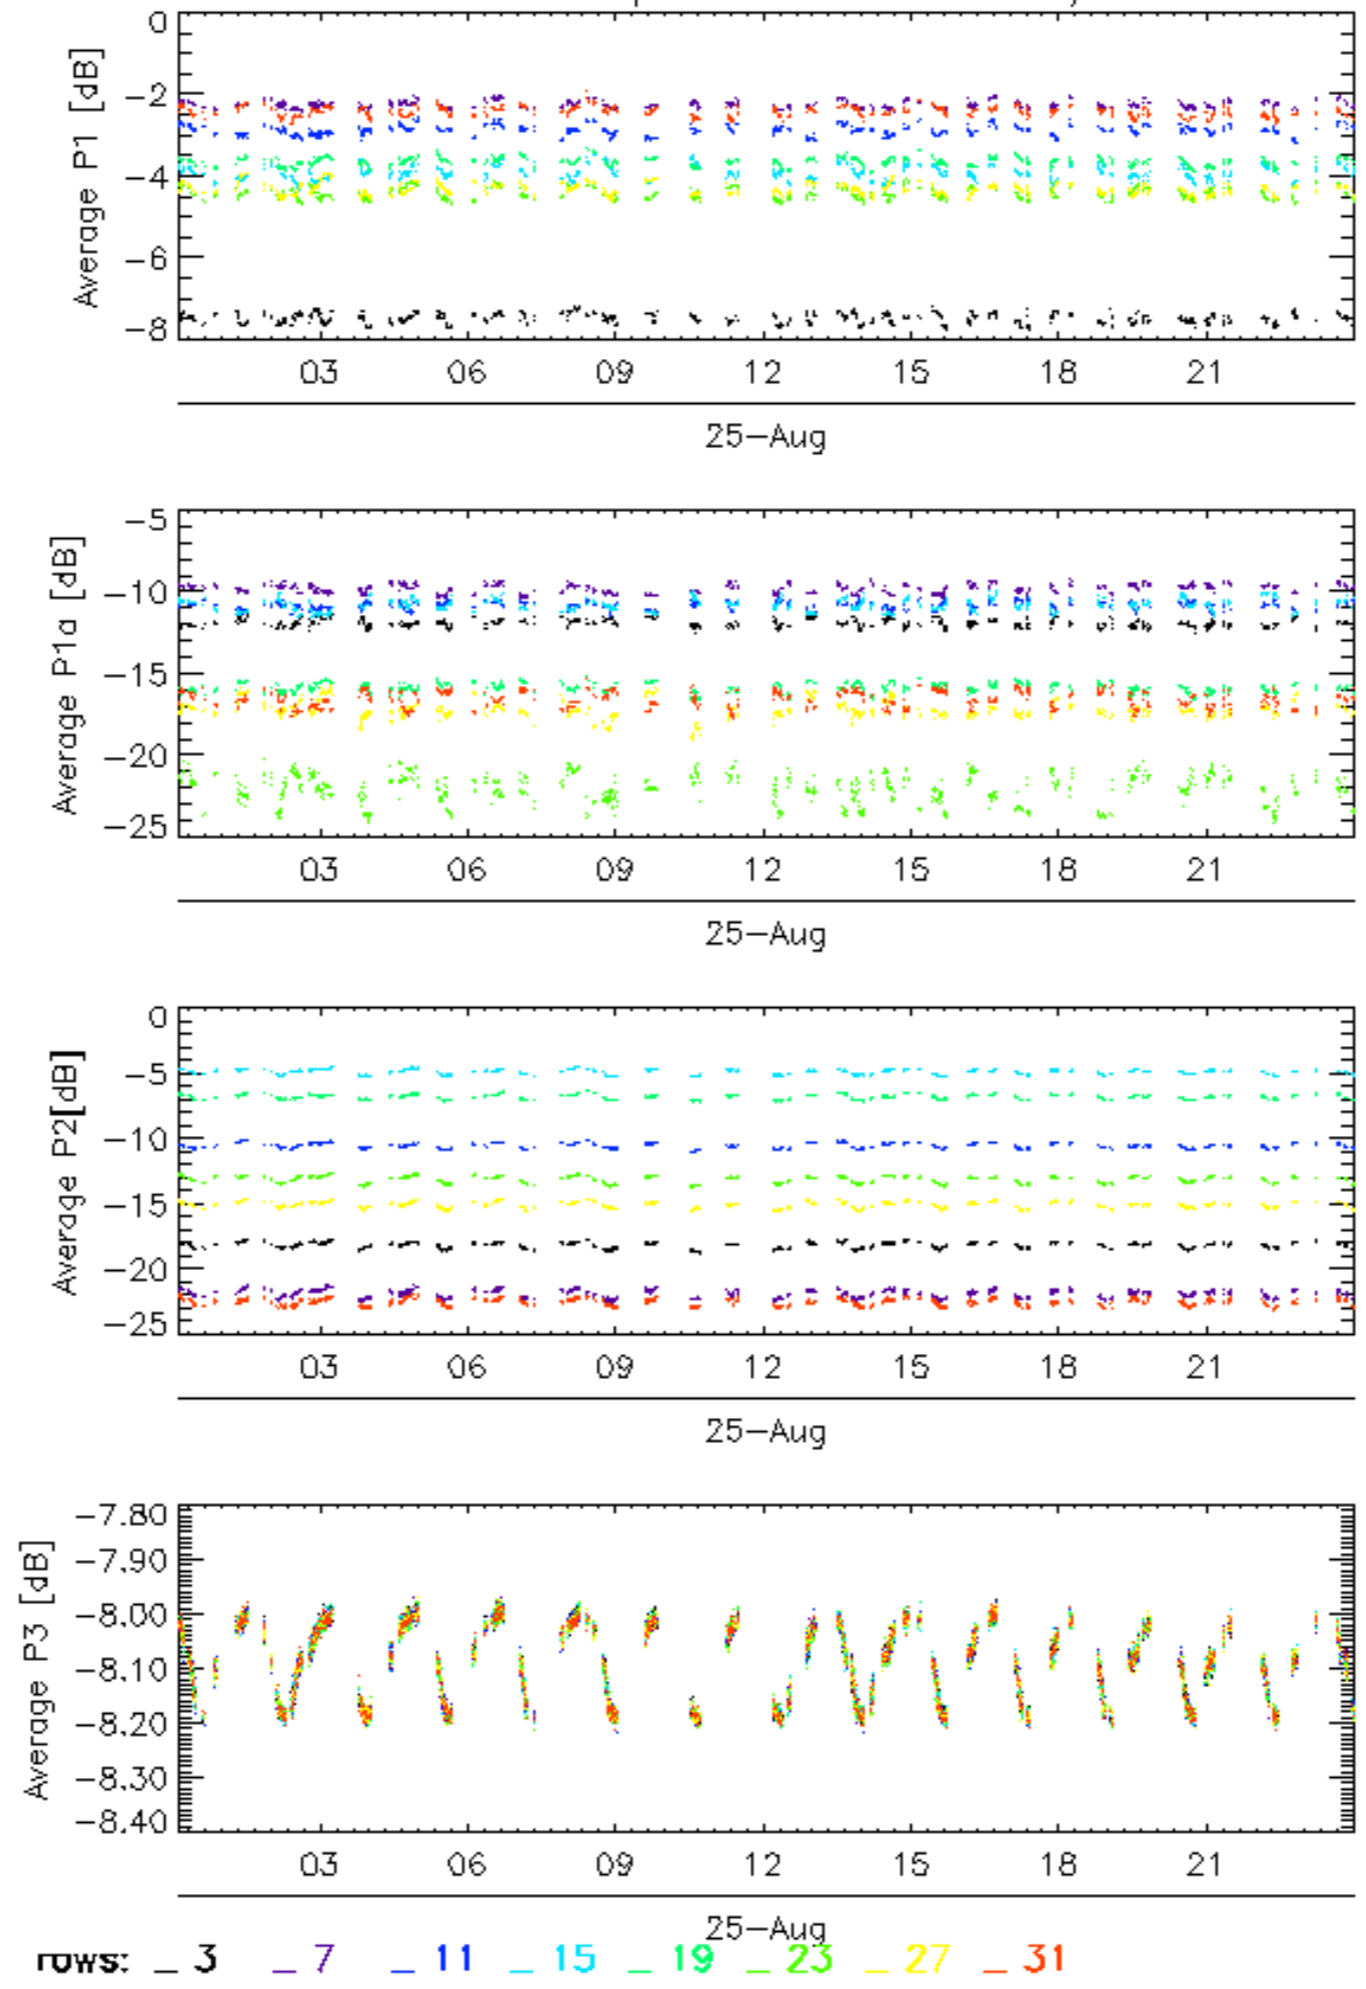 0
-2
-4
-6
-8
Average P1 [dB]
03 06 09 12 15 18 21
25-Aug
-5
-10
-15
-20
-25
Average P1a [dB]
03 06 09 12 15 18 21
25-Aug
0
-5
-10
-15
-20
-25
Average P2[dB]
03 06 09 12 15 18 21
25-Aug
-7.80
-7.90
-8.00
-8.10
-8.20
-8.30
-8.40
Average P3 [dB]
03 06 09 12 15 18 21
25-Aug
rows: _ 3 _ 7 _ 11 _ 15 _ 19 _ 23 _ 27 _ 31